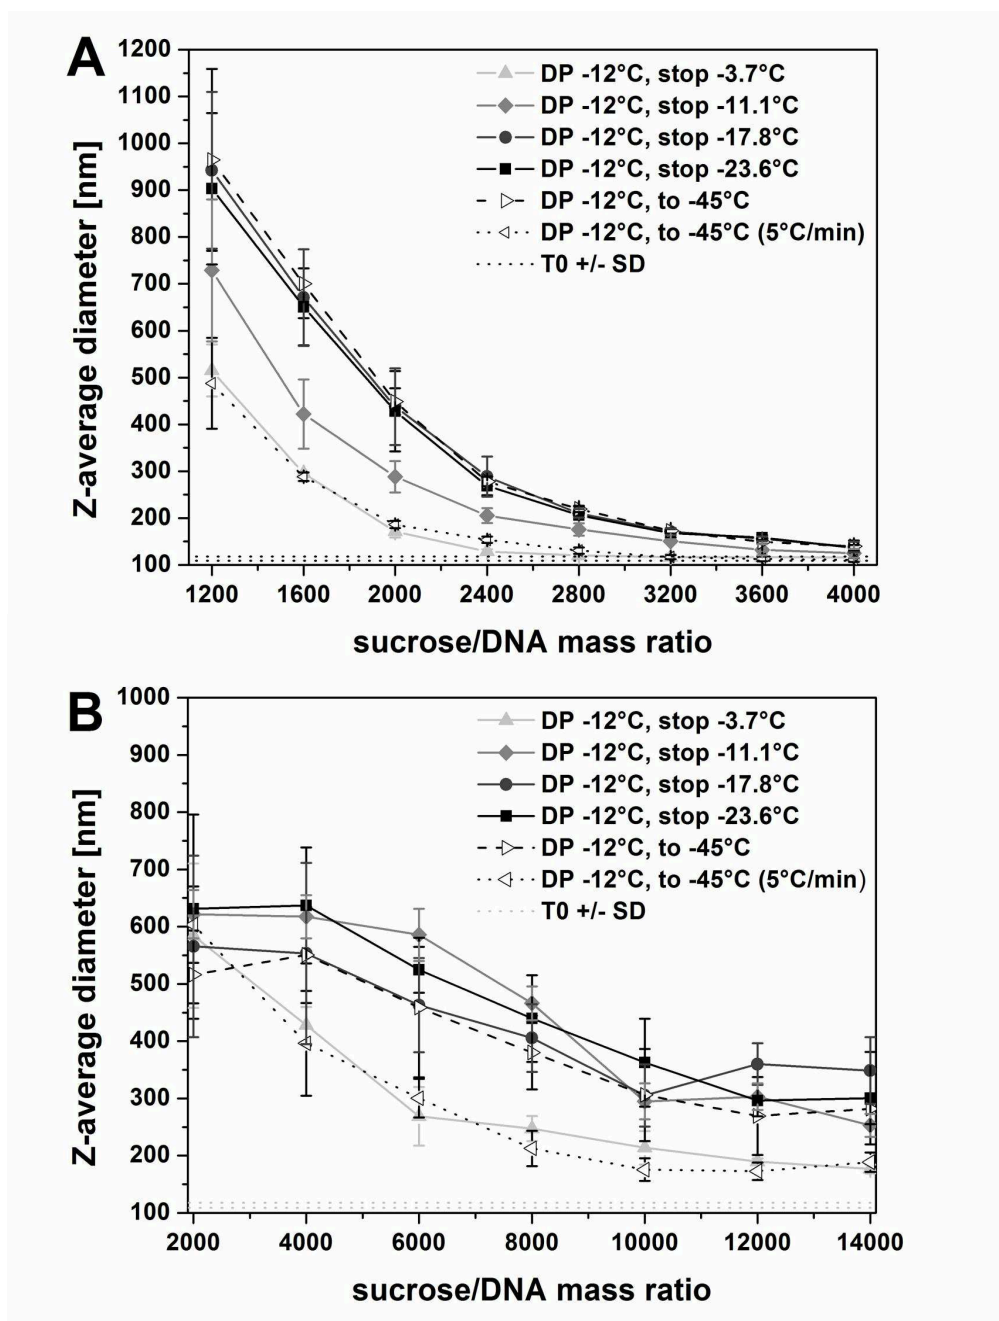 A
1200
1100
1000
900
800
700
600
500
400
300
200
100
Z-average diameter [nm]
DP -12°C, stop -3.7°C
DP -12°C, stop -11.1°C
DP -12°C, stop -17.8°C
DP -12°C, stop -23.6°C
DP -12°C, to -45°C
DP -12°C, to -45°C (5°C/min)
T0 +/- SD
1200 1600 2000 2400 2800 3200 3600 4000
sucrose/DNA mass ratio
B
1000
900
800
700
600
500
400
300
200
100
Z-average diameter [nm]
DP -12°C, stop -3.7°C
DP -12°C, stop -11.1°C
DP -12°C, stop -17.8°C
DP -12°C, stop -23.6°C
DP -12°C, to -45°C
DP -12°C, to -45°C (5°C/min)
T0 +/- SD
2000 4000 6000 8000 10000 12000 14000
sucrose/DNA mass ratio